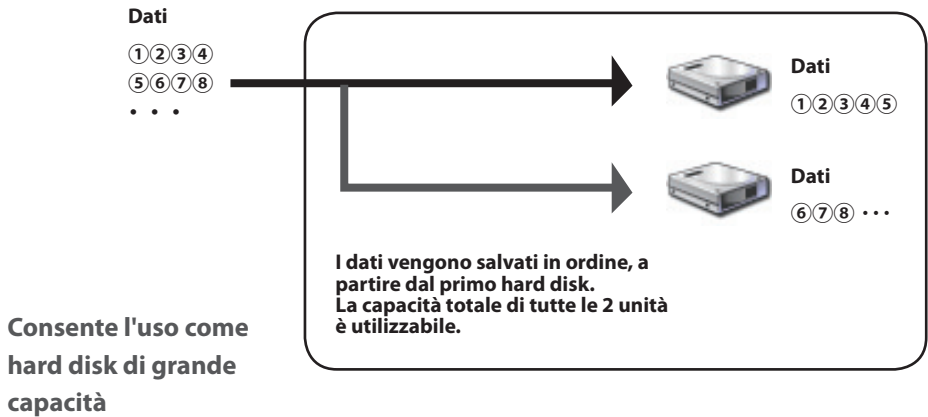 Dati
①②③④
⑤⑥⑦⑧
・・・
Dati
①②③④⑤
Dati
⑥⑦⑧ ···
I dati vengono salvati in ordine, a
partire dal primo hard disk.
La capacità totale di tutte le 2 unità
è utilizzabile.
Consente l'uso come
hard disk di grande
capacità